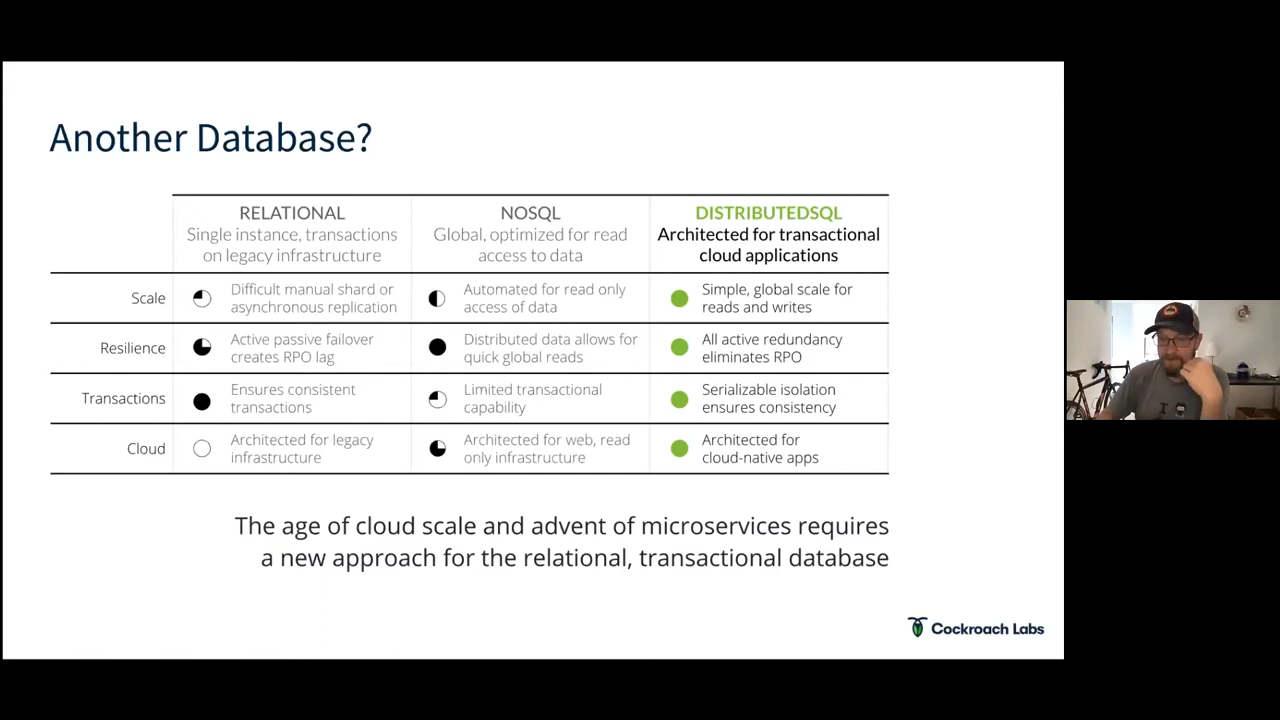 Another Database?
RELATIONAL
Single instance, transactions
on legacy infrastructure
NOSQL
Global, optimized for read
access to data
DISTRIBUTEDSQL
Architected for transactional
cloud applications
Scale
Difficult manual shard or
asynchronous replication
Automated for read only
access of data
Simple, global scale for
reads and writes
Resilience
Active passive failover
creates RPO lag
Distributed data allows for
quick global reads
All active redundancy
eliminates RPO
Transactions
Ensures consistent
transactions
Limited transactional
capability
Serializable isolation
ensures consistency
Cloud
Architected for legacy
infrastructure
Architected for web, read
only infrastructure
Architected for
cloud-native apps
The age of cloud scale and advent of microservices requires
a new approach for the relational, transactional database
Cockroach Labs